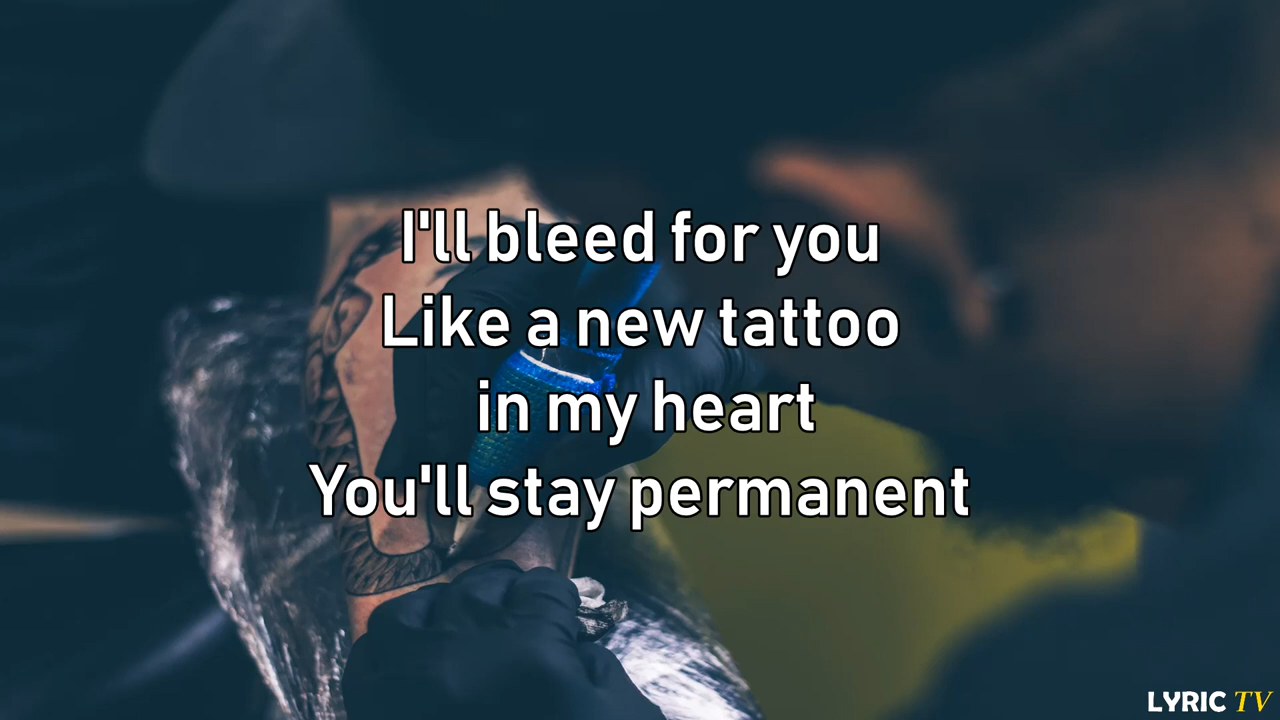 I'll bleed for you
Like a new tattoo
in my heart
You'll stay permanent
LYRIC TV